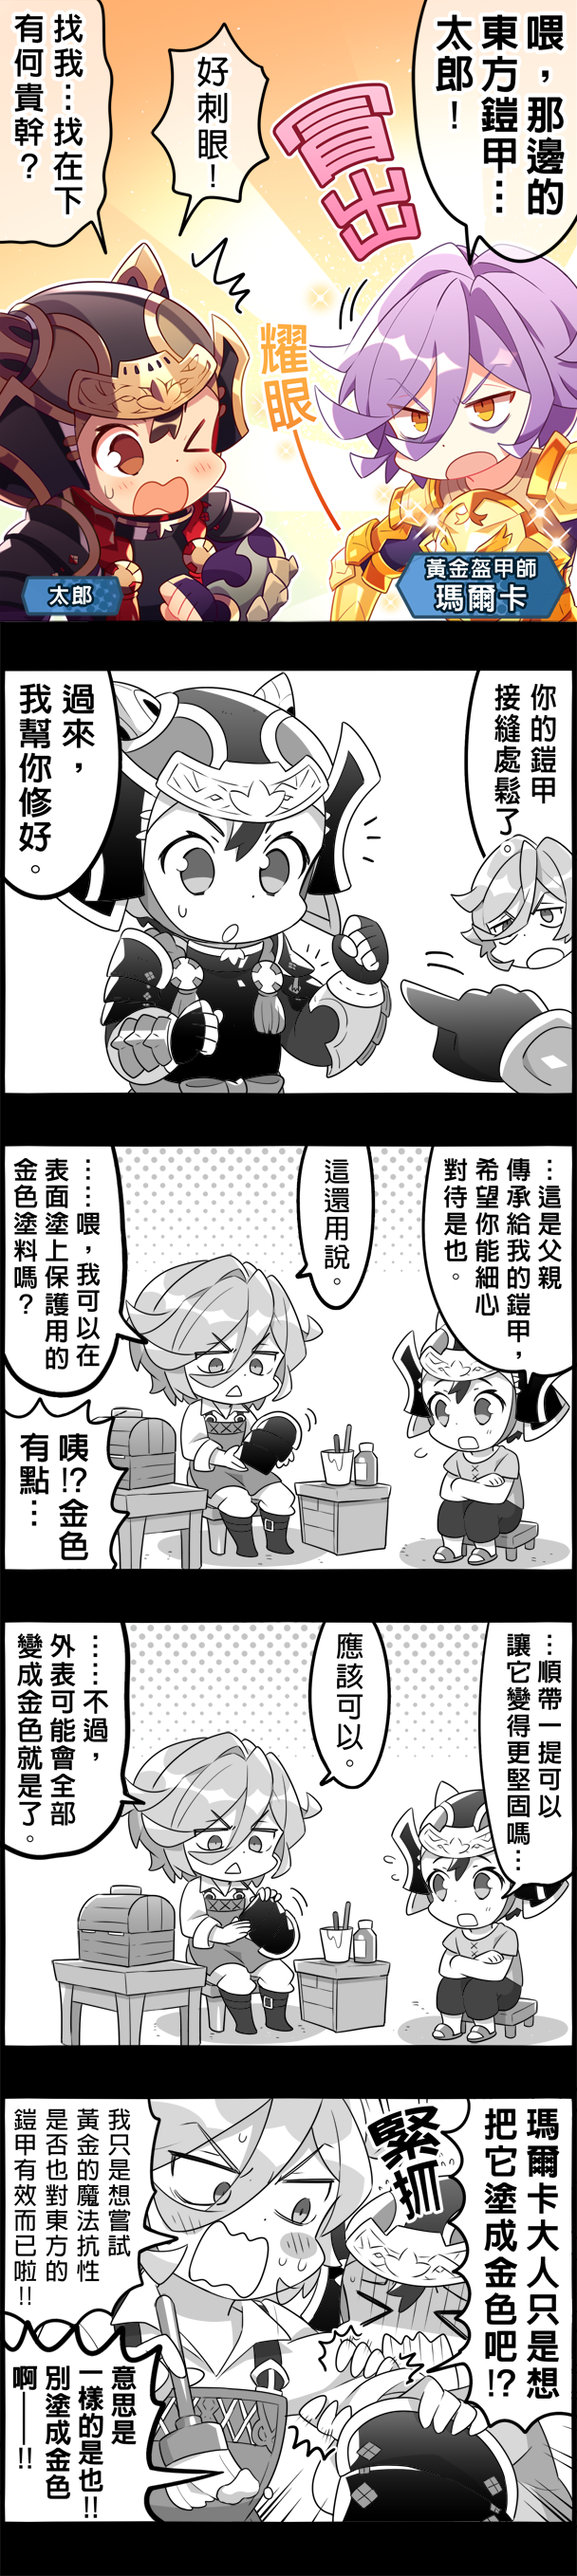 喂，那邊的
東方鎧甲…
太郎！
冒出
好刺眼！
找我…找在下
有何貴幹？
耀眼
黃金盔甲師
瑪爾卡
太郎
你的鎧甲
接縫處鬆了。
過來，
我幫你修好。
…這是父親
傳承給我的鎧甲，
希望你能細心
對待是也。
這還用說。
……喂，我可以在
表面塗上保護用的
金色塗料嗎？
咦!?金色
有點…
…順帶一提可以
讓它變得更堅固嗎…
應該可以。
……不過，
外表可能會全部
變成金色就是了。
瑪爾卡大人只是想
把它塗成金色吧!?
緊抓
我只是想嘗試
黃金的魔法抗性
是否也對東方的
鎧甲有效而已啦!!
意思是
一樣的是也!!
別塗成金色
啊——!!